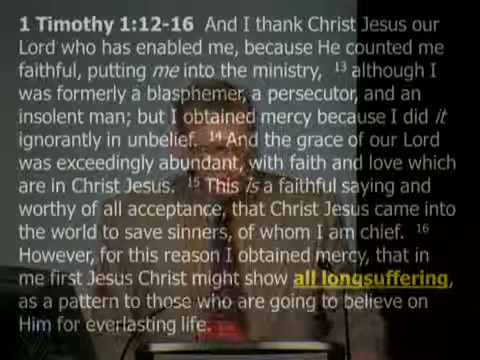 1 Timothy 1:12-16 And I thank Christ Jesus our
Lord who has enabled me, because He counted me
faithful, putting me into the ministry, 13 although I
was formerly a blasphemer, a persecutor, and an
insolent man; but I obtained mercy because I did it
ignorantly in unbelief. 14 And the grace of our Lord
was exceedingly abundant, with faith and love which
are in Christ Jesus. 15 This is a faithful saying and
worthy of all acceptance, that Christ Jesus came into
the world to save sinners, of whom I am chief. 16
However, for this reason I obtained mercy, that in
me first Jesus Christ might show all longsuffering,
as a pattern to those who are going to believe on
Him for everlasting life.